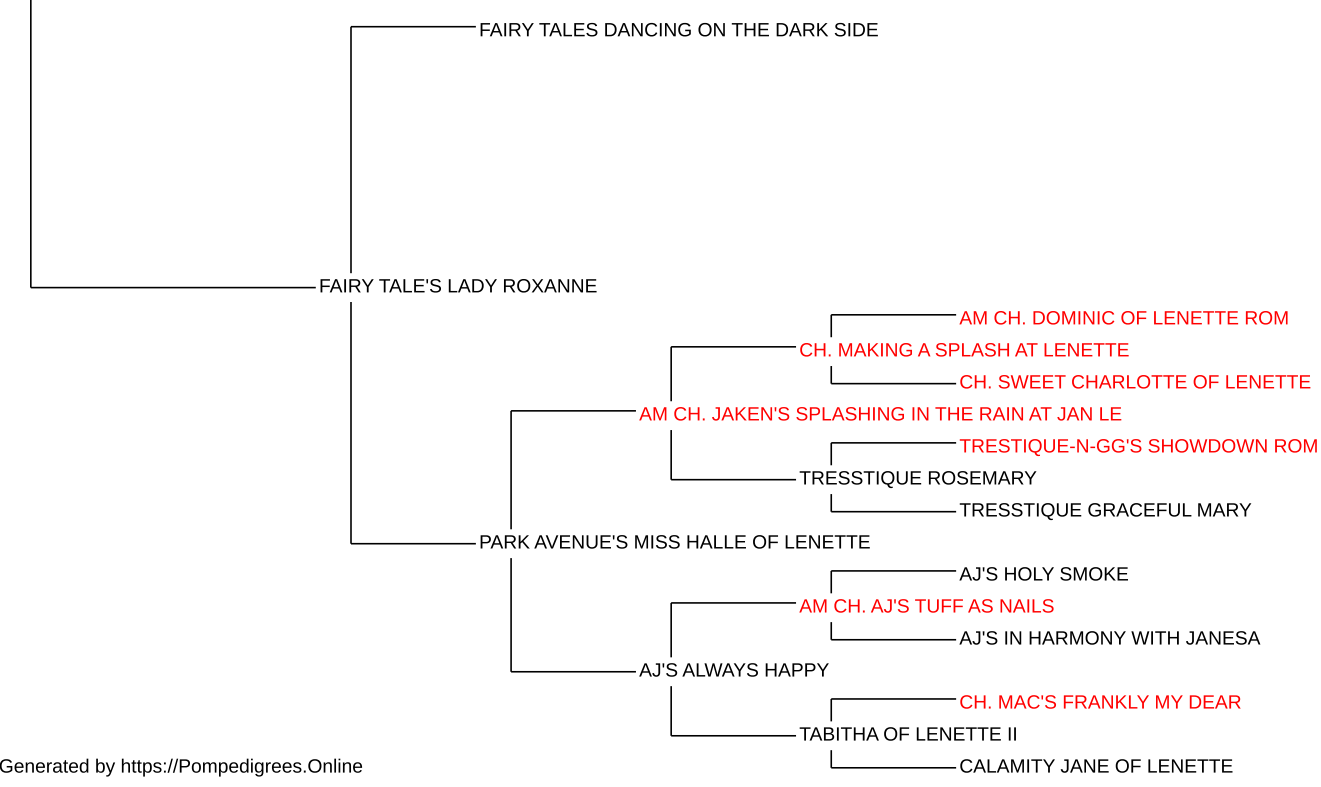 FAIRY TALES DANCING ON THE DARK SIDE
FAIRY TALE'S LADY ROXANNE
AM CH. DOMINIC OF LENETTE ROM
CH. MAKING A SPLASH AT LENETTE
CH. SWEET CHARLOTTE OF LENETTE
AM CH. JAKEN'S SPLASHING IN THE RAIN AT JAN LE
TRESTIQUE-N-GG'S SHOWDOWN ROM
TRESSTIQUE ROSEMARY
TRESSTIQUE GRACEFUL MARY
PARK AVENUE'S MISS HALLE OF LENETTE
AJ'S HOLY SMOKE
AM CH. AJ'S TUFF AS NAILS
AJ'S IN HARMONY WITH JANESA
AJ'S ALWAYS HAPPY
CH. MAC'S FRANKLY MY DEAR
TABITHA OF LENETTE II
CALAMITY JANE OF LENETTE
Generated by https://Pompedigrees.Online